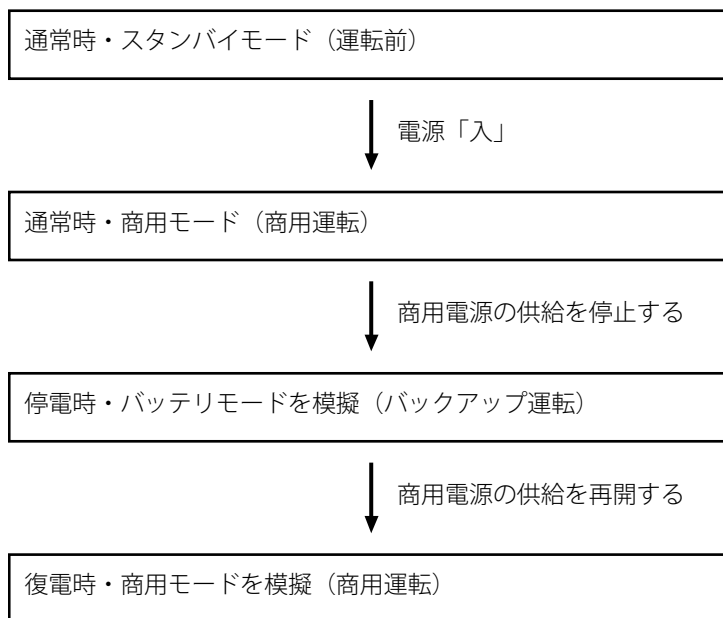 通常時・スタンバイモード（運転前）
電源「入」
通常時・商用モード（商用運転）
商用電源の供給を停止する
停電時・バッテリモードを模擬（バックアップ運転）
商用電源の供給を再開する
復電時・商用モードを模擬（商用運転）